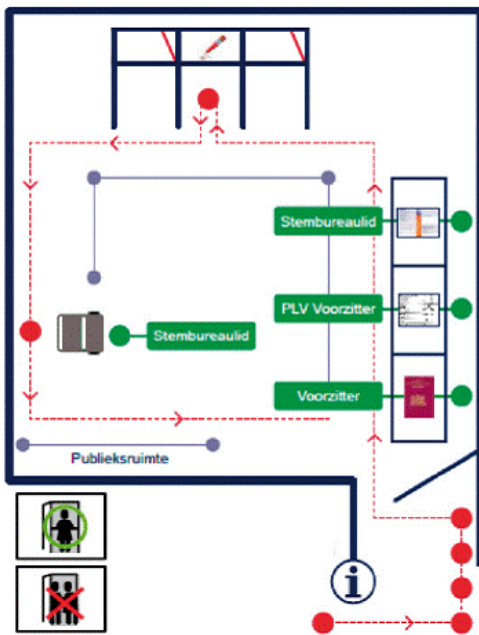 Stembureaulid
PLV Voorzitter
Stembureaulid
Voorzitter
Publieksruimte
i